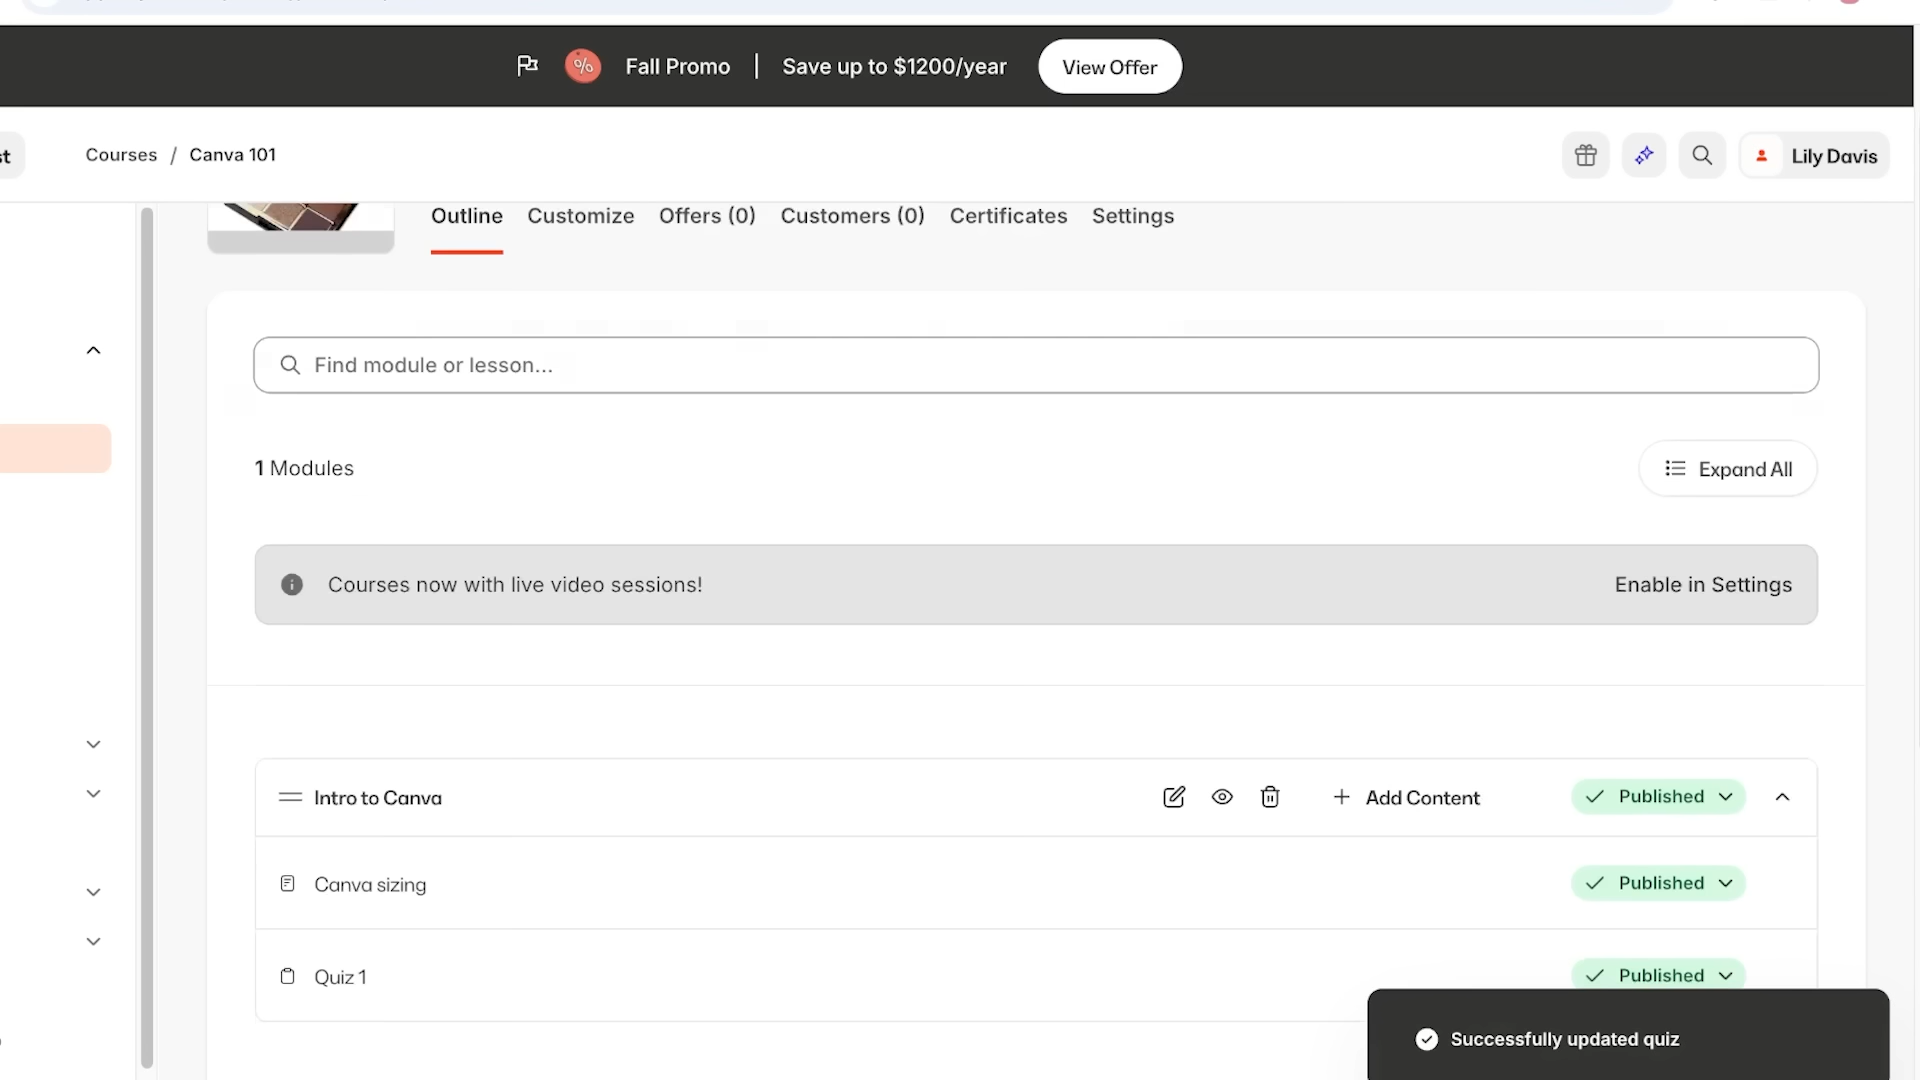 Fall Promo | Save up to $1200/year View Offer
st Courses / Canva 101 Lily Davis
Outline Customize Offers (0) Customers (0) Certificates Settings
Find module or lesson...
1 Modules Expand All
Courses now with live video sessions! Enable in Settings
Intro to Canva + Add Content Published
Canva sizing Published
Quiz 1 Published
Successfully updated quiz